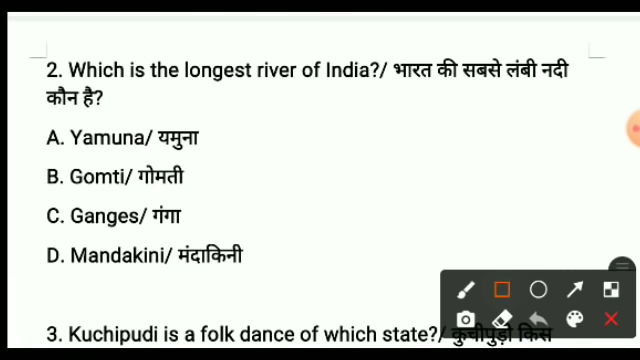 2. Which is the longest river of India?/ भारत की सबसे लंबी नदी
कौन है?
A. Yamuna/ यमुना
B. Gomti/ गोमती
C. Ganges/ गंगा
D. Mandakini/ मंदाकिनी
3. Kuchipudi is a folk dance of which state?/ कुचीपुड़ी किस